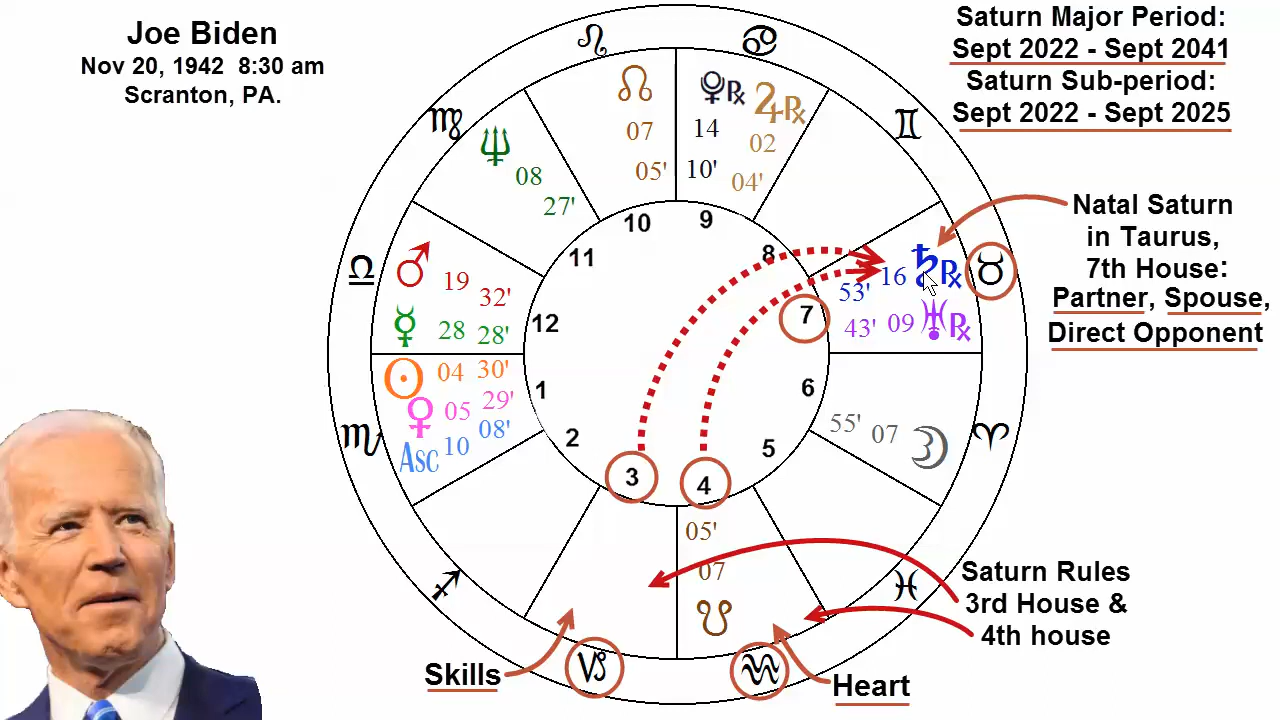 Joe Biden
Nov 20, 1942 8:30 am
Scranton, PA.
Saturn Major Period:
Sept 2022 - Sept 2041
Saturn Sub-period:
Sept 2022 - Sept 2025
♌ ♋
♍ ♊
☊ ♇℞ ♃℞
07 14 02
05' 10' 04'
♆ 08 27'
10 9
11 8
♎ ♂ 19 32'
53' 16 ♄℞ ♉
☿ 28 28'
43' 09 ♅℞
12 7
Natal Saturn
in Taurus,
7th House:
Partner, Spouse,
Direct Opponent
☉ 04 30'
♀ 05 29'
Asc 10 08'
1 6
2 5
3 4
♏ 55' 07 ☽ ♈
05'
07
☋
♐ ♓
Saturn Rules
3rd House &
4th house
Skills ♑ ♒ Heart